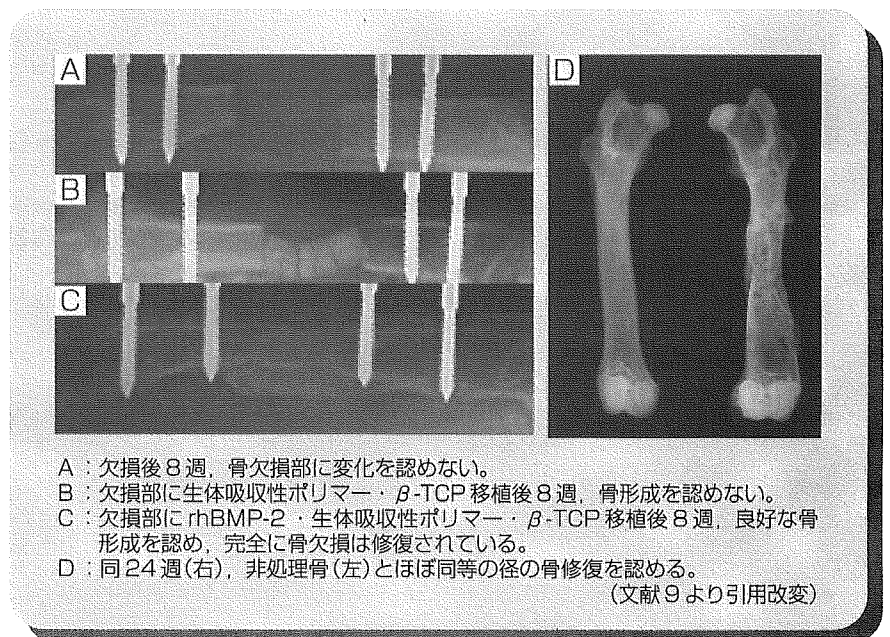 A
B
C
D
A：欠損後8週，骨欠損部に変化を認めない。
B：欠損部に生体吸収性ポリマー・β-TCP移植後8週，骨形成を認めない。
C：欠損部にrhBMP-2・生体吸収性ポリマー・β-TCP移植後8週，良好な骨
形成を認め，完全に骨欠損は修復されている。
D：同24週(右)，非処理骨(左)とほぼ同等の径の骨修復を認める。
(文献9より引用改変)